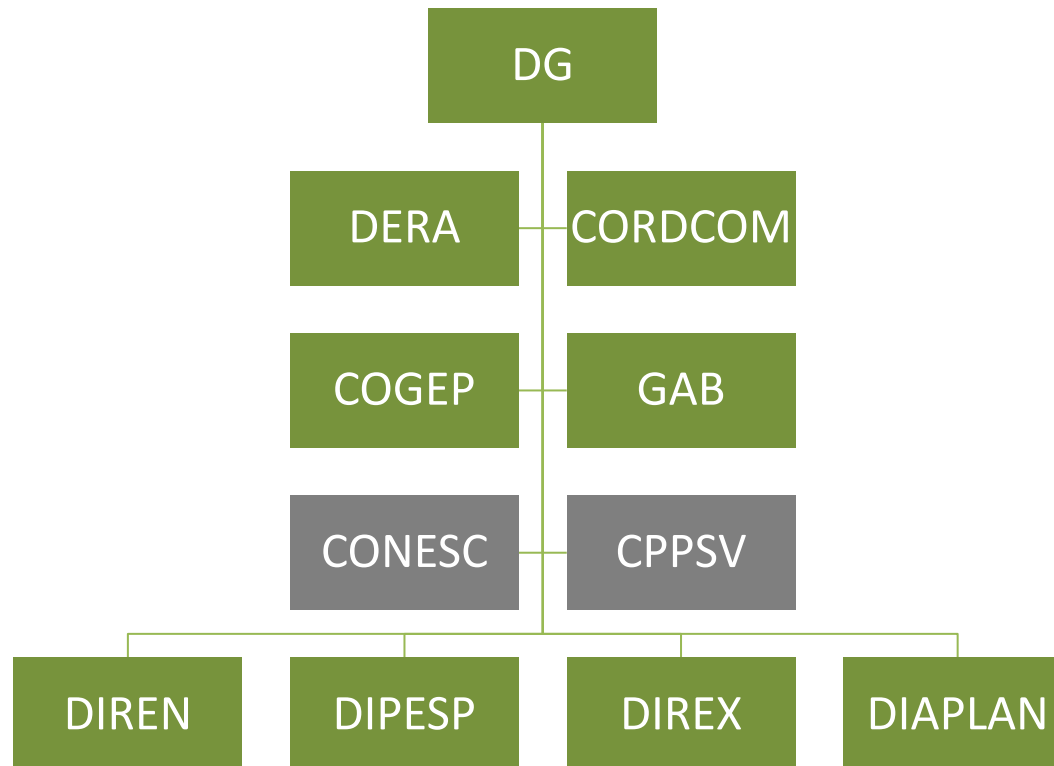 DG
DERA
CORDCOM
COGEP
GAB
CONESC
CPPSV
DIREN
DIPESP
DIREX
DIAPLAN